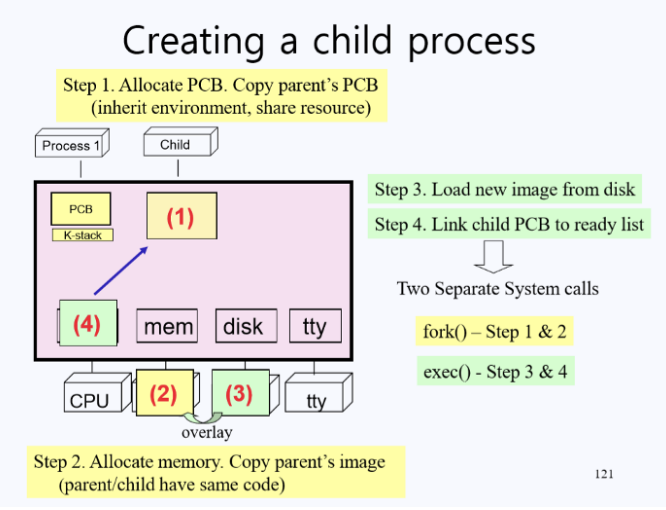 Creating a child process
Step 1. Allocate PCB. Copy parent's PCB
(inherit environment, share resource)
Process 1
Child
PCB
K-stack
(1)
Step 3. Load new image from disk
Step 4. Link child PCB to ready list
Two Separate System calls
fork() – Step 1 & 2
exec() - Step 3 & 4
(4)
mem
disk
tty
CPU
(2)
(3)
tty
overlay
Step 2. Allocate memory. Copy parent's image
(parent/child have same code)
121